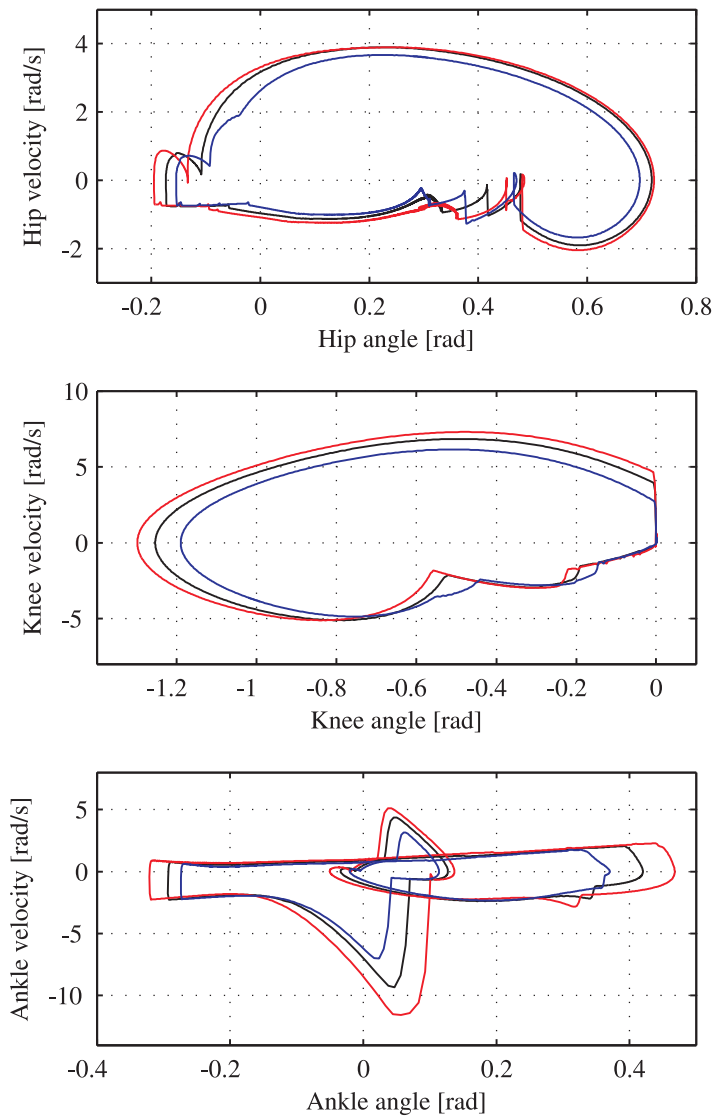 4
2
0
-2
Hip velocity [rad/s]
-0.2 0 0.2 0.4 0.6 0.8
Hip angle [rad]
10
5
0
-5
Knee velocity [rad/s]
-1.2 -1 -0.8 -0.6 -0.4 -0.2 0
Knee angle [rad]
5
0
-5
-10
Ankle velocity [rad/s]
-0.4 -0.2 0 0.2 0.4
Ankle angle [rad]